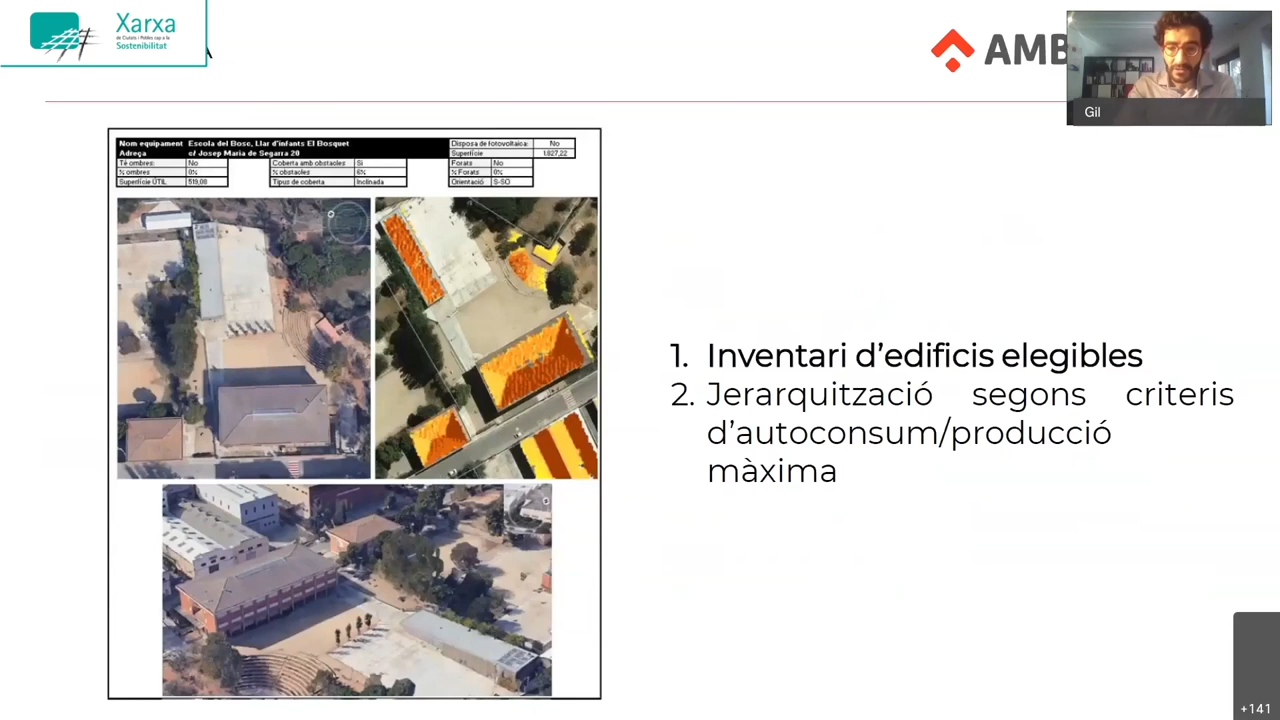 Xarxa
de Ciutats i Pobles cap a la
Sostenibilitat
A
AMB
Gil
Nom equipament Escola del Bosc, Llar d'infants El Bosquet
Adreça c/ Josep Maria de Segarra 20
Disposa de fotovoltaica: No
Superfície 1.827,22
Té ombres: No
% ombres 0%
Superfície ÚTIL 519,08
Coberta amb obstacles Si
% obstacles 6%
Tipus de coberta Inclinada
Forats No
% Forats 0%
Orientació S-SO
1. Inventari d'edificis elegibles
2. Jerarquització segons criteris
d'autoconsum/producció
màxima
+141